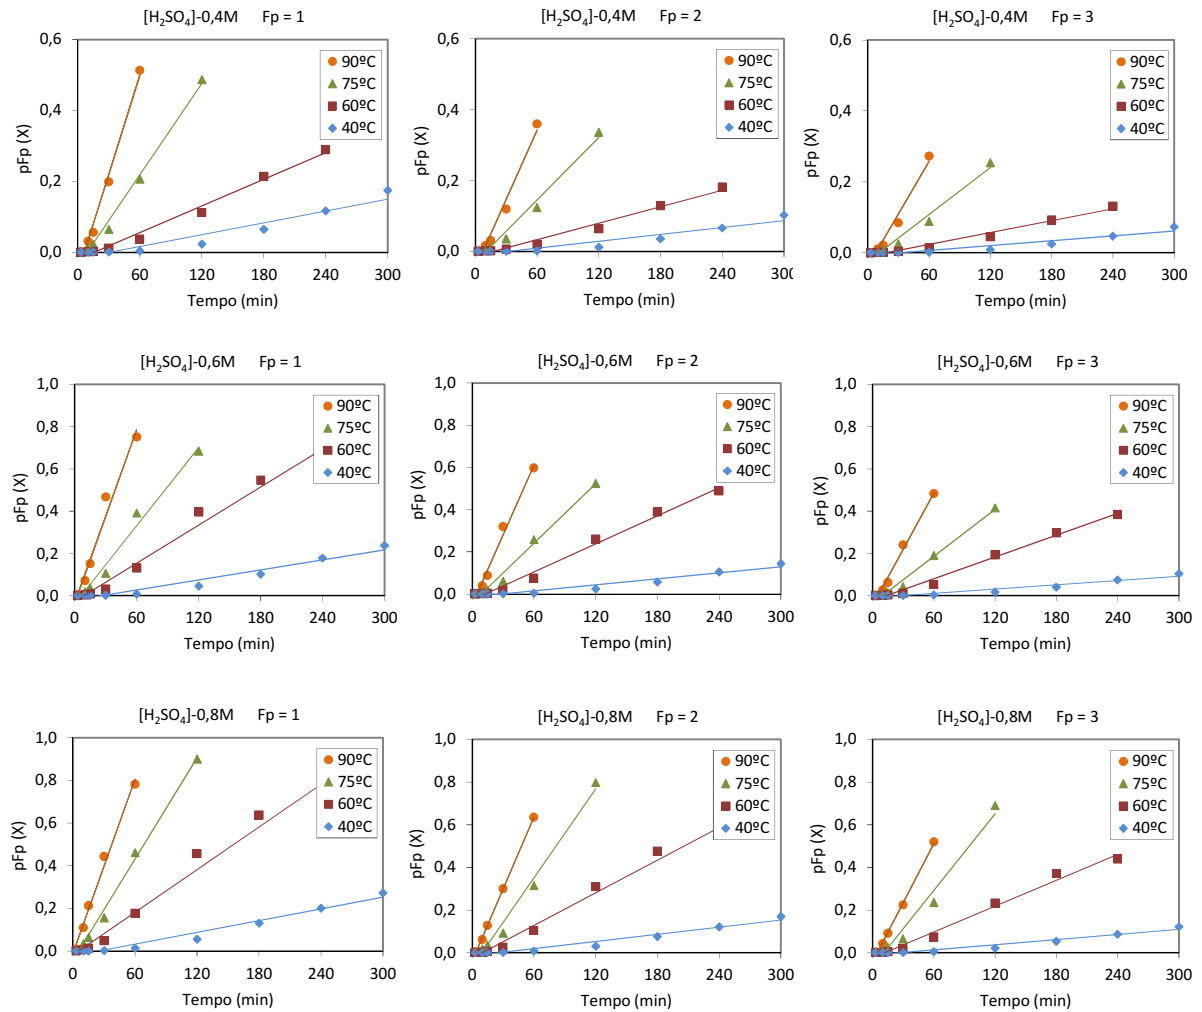 [H₂SO₄]-0,4M Fp = 1
0,6
0,4
0,2
0,0
pFp (X)
90ºC
75ºC
60ºC
40ºC
0 60 120 180 240 300
Tempo (min)
[H₂SO₄]-0,4M Fp = 2
0,6
0,4
0,2
0,0
pFp (X)
90ºC
75ºC
60ºC
40ºC
0 60 120 180 240 300
Tempo (min)
[H₂SO₄]-0,4M Fp = 3
0,6
0,4
0,2
0,0
pFp (X)
90ºC
75ºC
60ºC
40ºC
0 60 120 180 240 300
Tempo (min)
[H₂SO₄]-0,6M Fp = 1
1,0
0,8
0,6
0,4
0,2
0,0
pFp (X)
90ºC
75ºC
60ºC
40ºC
0 60 120 180 240 300
Tempo (min)
[H₂SO₄]-0,6M Fp = 2
1,0
0,8
0,6
0,4
0,2
0,0
pFp (X)
90ºC
75ºC
60ºC
40ºC
0 60 120 180 240 300
Tempo (min)
[H₂SO₄]-0,6M Fp = 3
1,0
0,8
0,6
0,4
0,2
0,0
pFp (X)
90ºC
75ºC
60ºC
40ºC
0 60 120 180 240 300
Tempo (min)
[H₂SO₄]-0,8M Fp = 1
1,0
0,8
0,6
0,4
0,2
0,0
pFp (X)
90ºC
75ºC
60ºC
40ºC
0 60 120 180 240 300
Tempo (min)
[H₂SO₄]-0,8M Fp = 2
1,0
0,8
0,6
0,4
0,2
0,0
pFp (X)
90ºC
75ºC
60ºC
40ºC
0 60 120 180 240 300
Tempo (min)
[H₂SO₄]-0,8M Fp = 3
1,0
0,8
0,6
0,4
0,2
0,0
pFp (X)
90ºC
75ºC
60ºC
40ºC
0 60 120 180 240 300
Tempo (min)